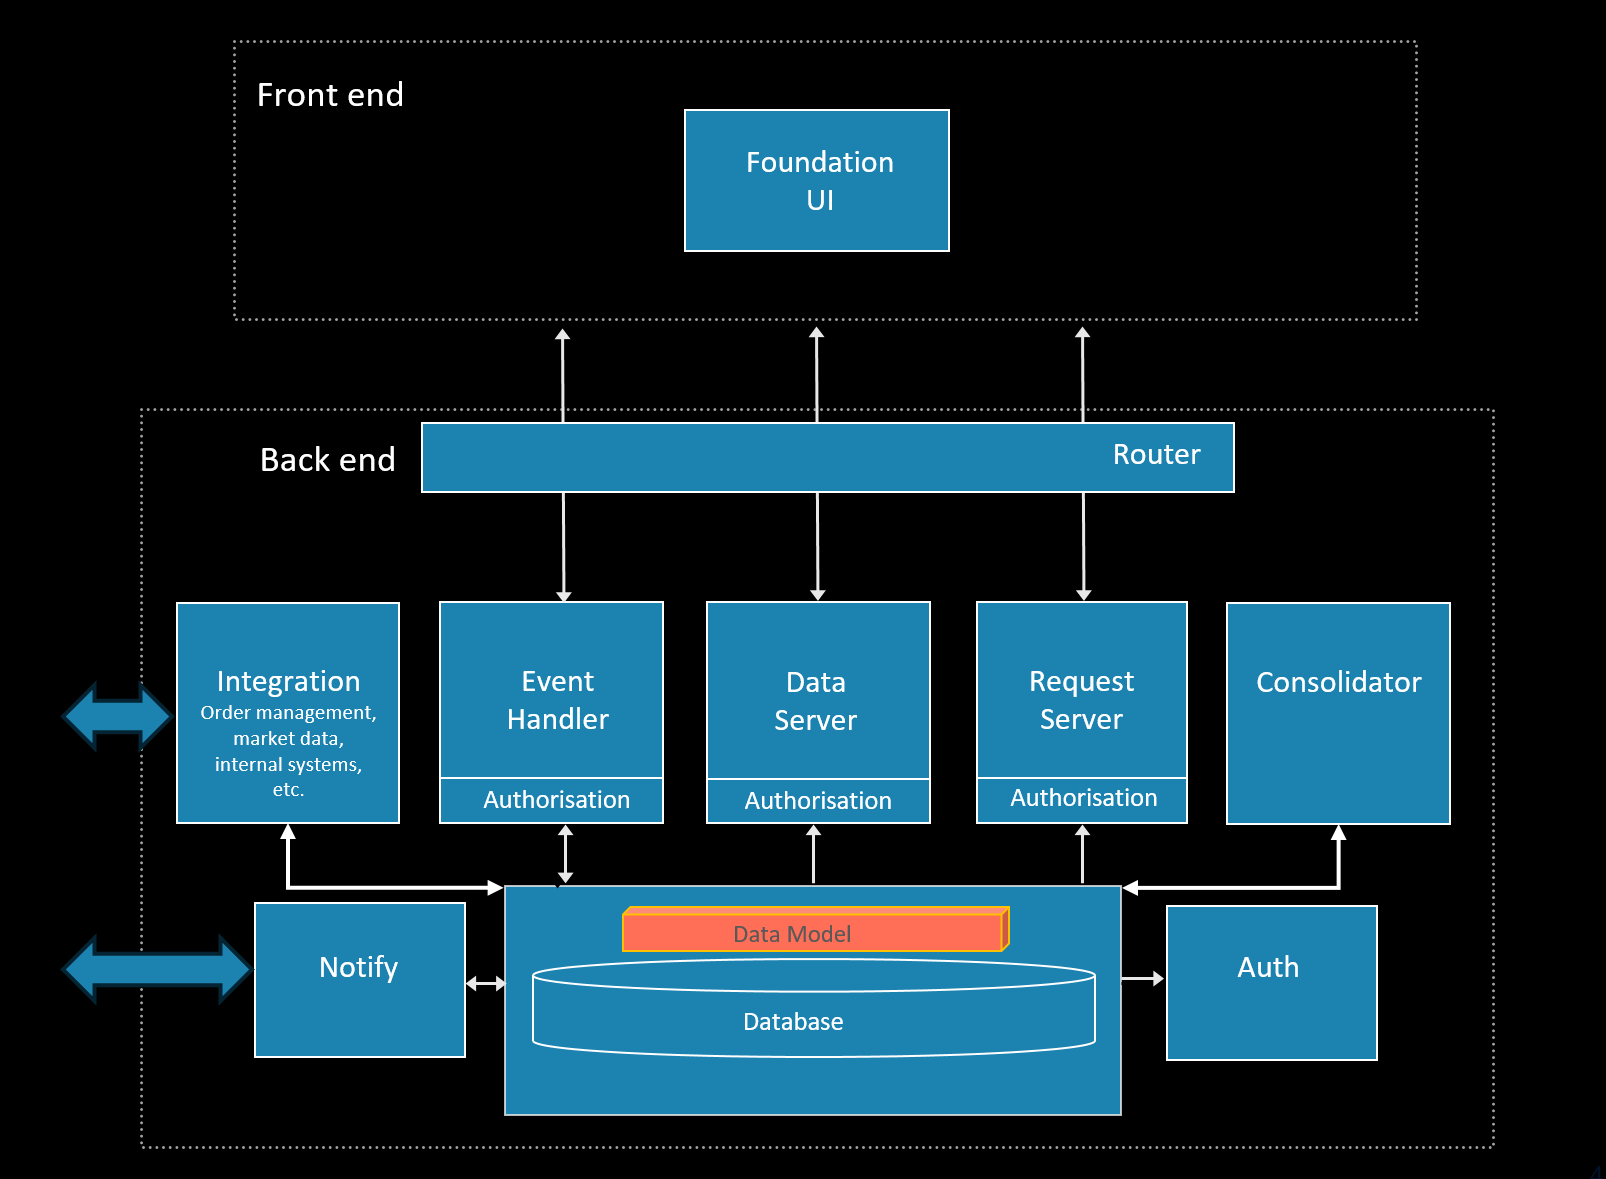 Front end
Foundation
UI
Back end
Router
Integration
Order management,
market data,
internal systems,
etc.
Event
Handler
Authorisation
Data
Server
Authorisation
Request
Server
Authorisation
Consolidator
Notify
Data Model
Database
Auth
4